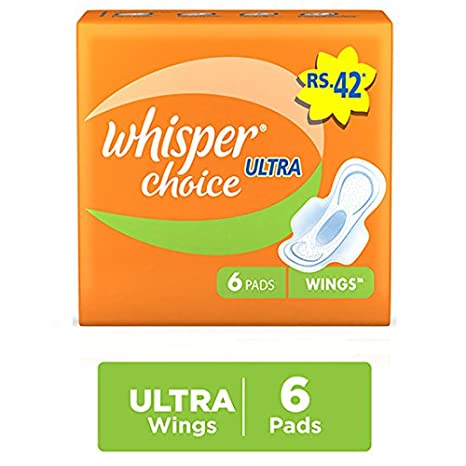 RS.42*
whisper®
choice ULTRA
6 PADS WINGS™
ULTRA 6
Wings Pads